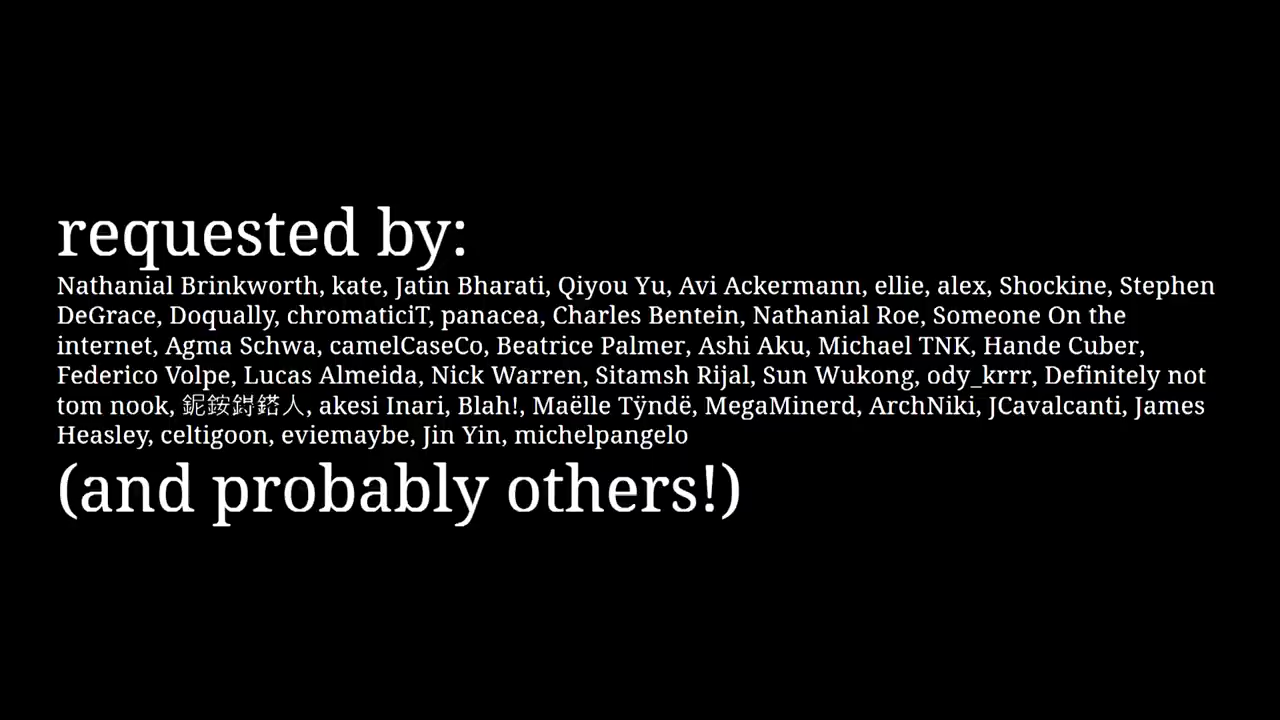 requested by:
Nathanial Brinkworth, kate, Jatin Bharati, Qiyou Yu, Avi Ackermann, ellie, alex, Shockine, Stephen
DeGrace, Doqually, chromaticiT, panacea, Charles Bentein, Nathanial Roe, Someone On the
internet, Agma Schwa, camelCaseCo, Beatrice Palmer, Ashi Aku, Michael TNK, Hande Cuber,
Federico Volpe, Lucas Almeida, Nick Warren, Sitamsh Rijal, Sun Wukong, ody_krrr, Definitely not
tom nook, akesi Inari, Blah!, Maëlle Tÿndë, MegaMinerd, ArchNiki, JCavalcanti, James
Heasley, celtigoon, eviemaybe, Jin Yin, michelpangelo
(and probably others!)